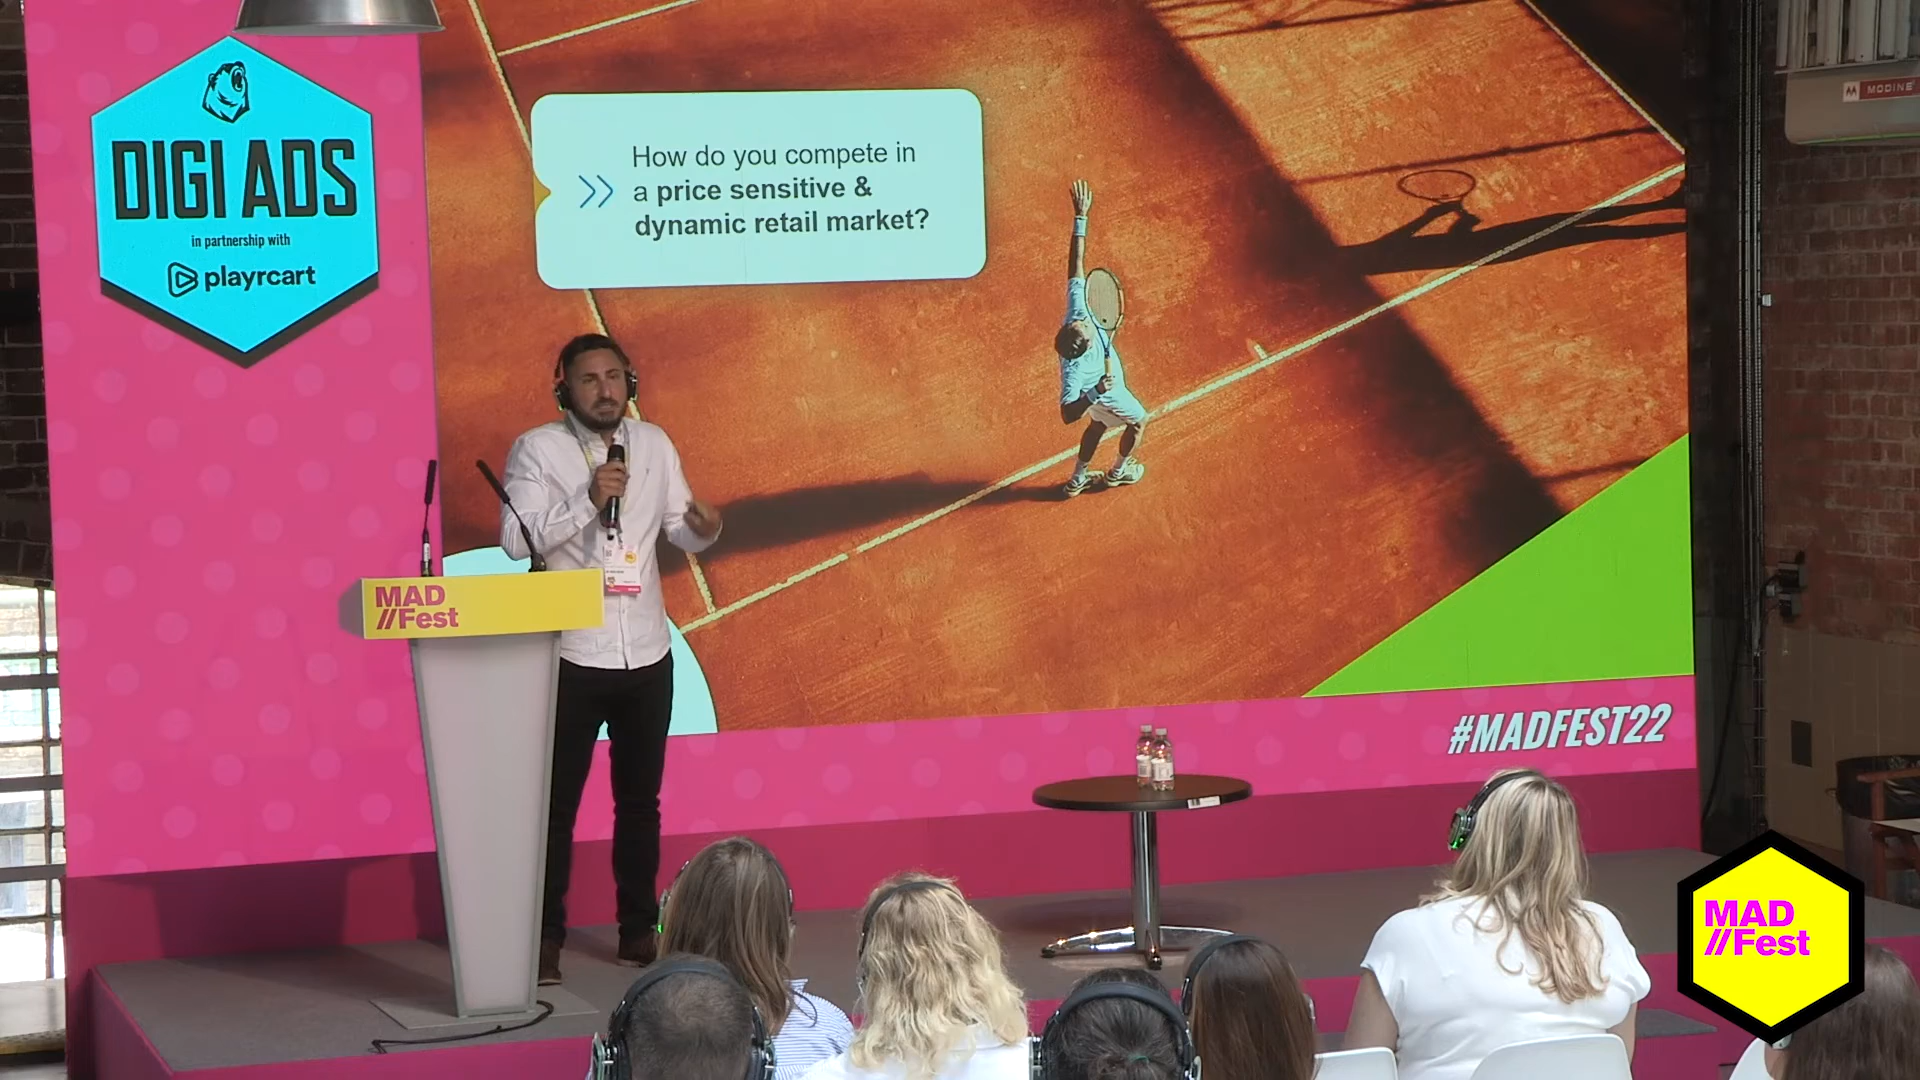 DIGI ADS
in partnership with
playrcart
How do you compete in
a price sensitive &
dynamic retail market?
MAD
//Fest
#MADFEST22
MODINE
MAD
//Fest